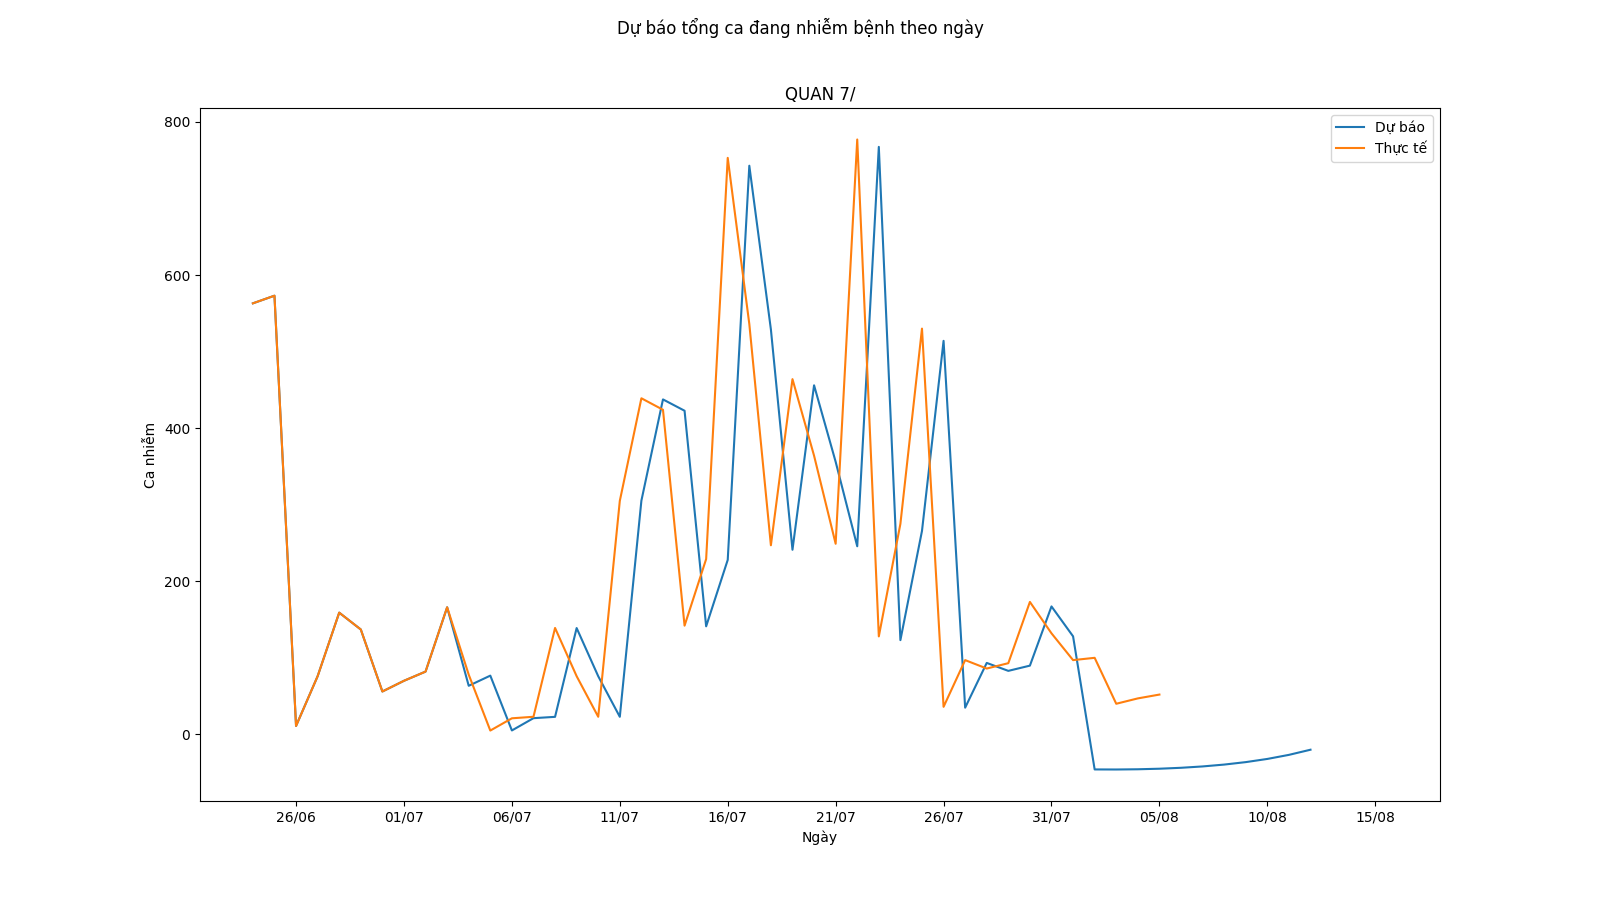 Dự báo tổng ca đang nhiễm bệnh theo ngày
QUAN 7/
Dự báo
Thực tế
800
600
400
200
0
Ca nhiễm
26/06 01/07 06/07 11/07 16/07 21/07 26/07 31/07 05/08 10/08 15/08
Ngày